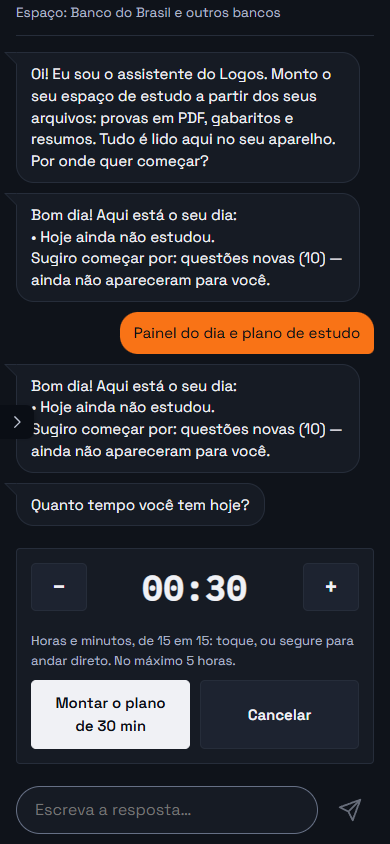 Espaço: Banco do Brasil e outros bancos
Oi! Eu sou o assistente do Logos. Monto o
seu espaço de estudo a partir dos seus
arquivos: provas em PDF, gabaritos e
resumos. Tudo é lido aqui no seu aparelho.
Por onde quer começar?
Bom dia! Aqui está o seu dia:
• Hoje ainda não estudou.
Sugiro começar por: questões novas (10) —
ainda não apareceram para você.
Painel do dia e plano de estudo
Bom dia! Aqui está o seu dia:
• Hoje ainda não estudou.
Sugiro começar por: questões novas (10) —
ainda não apareceram para você.
Quanto tempo você tem hoje?
− 00:30 +
Horas e minutos, de 15 em 15: toque, ou segure para
andar direto. No máximo 5 horas.
Montar o plano
de 30 min
Cancelar
Escreva a resposta...